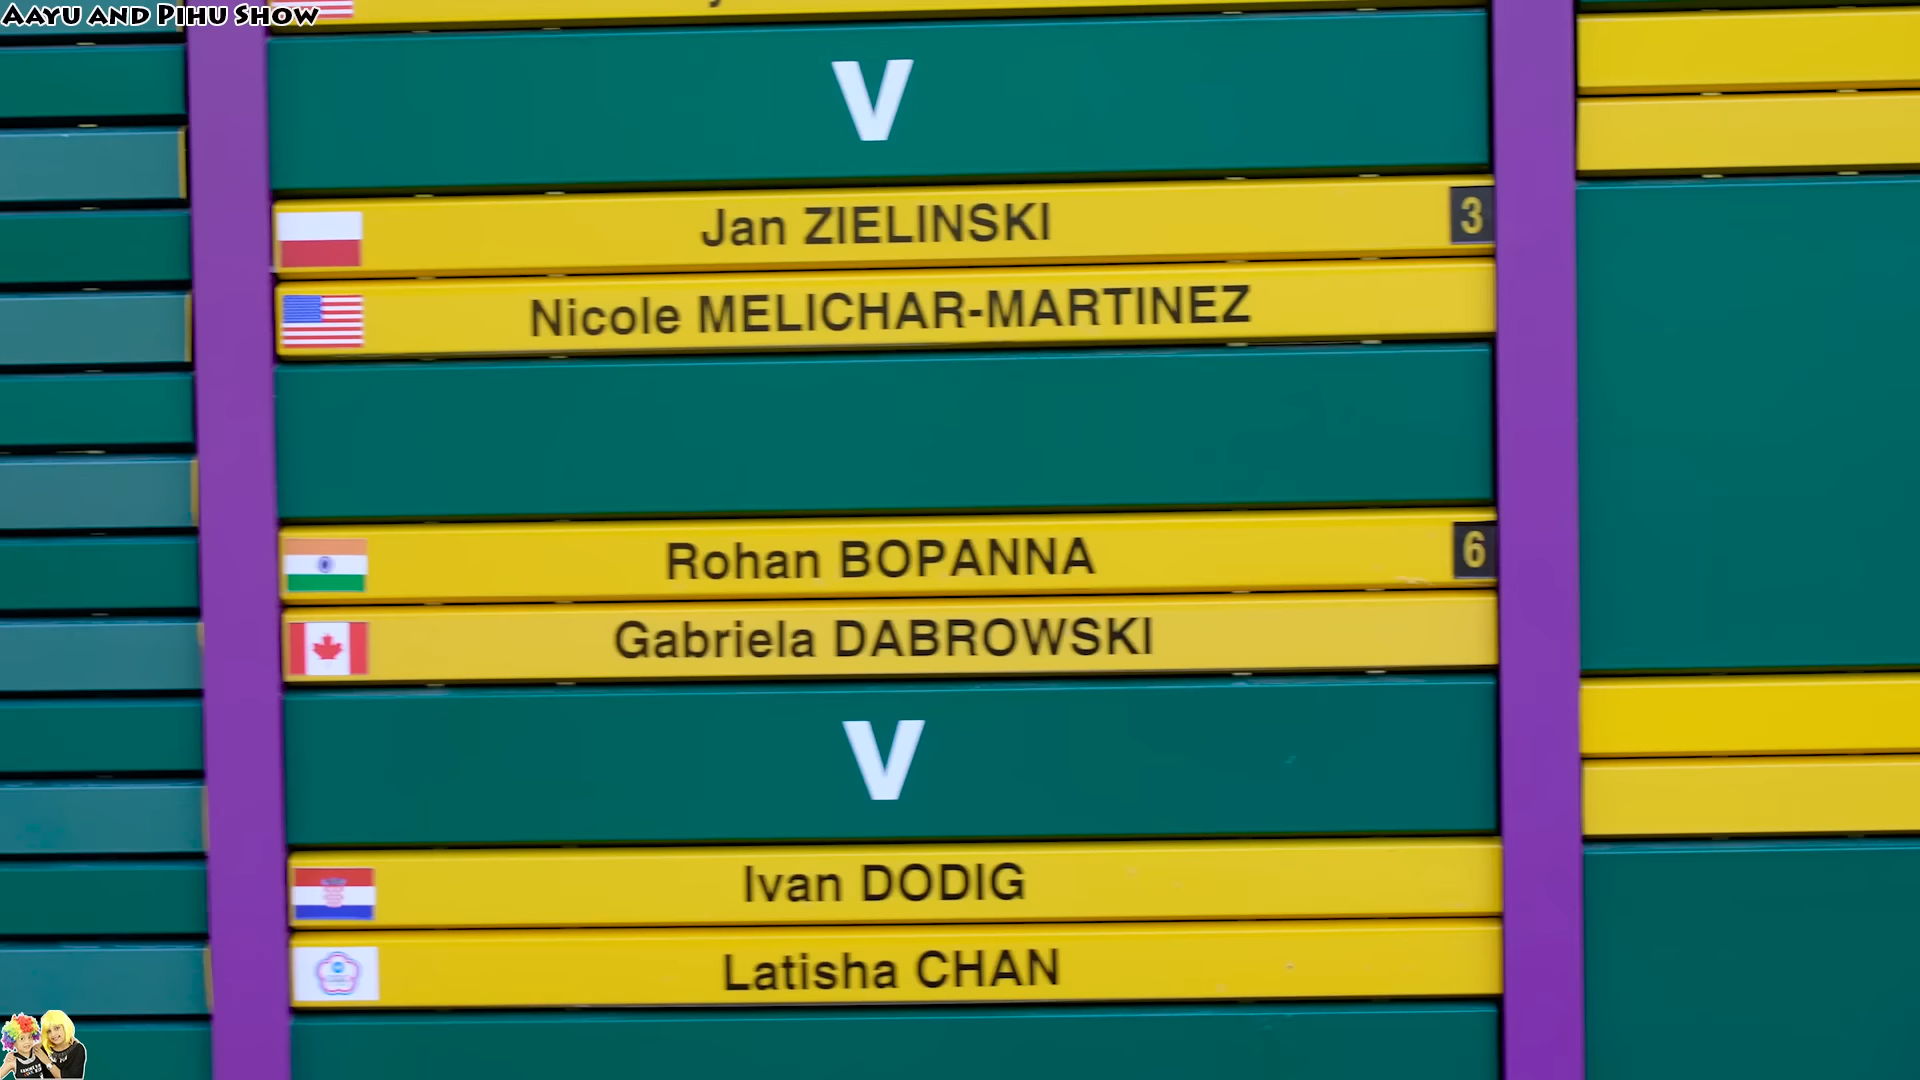 AAYU AND PIHU SHOW
V
Jan ZIELINSKI 3
Nicole MELICHAR-MARTINEZ
Rohan BOPANNA 6
Gabriela DABROWSKI
V
Ivan DODIG
Latisha CHAN